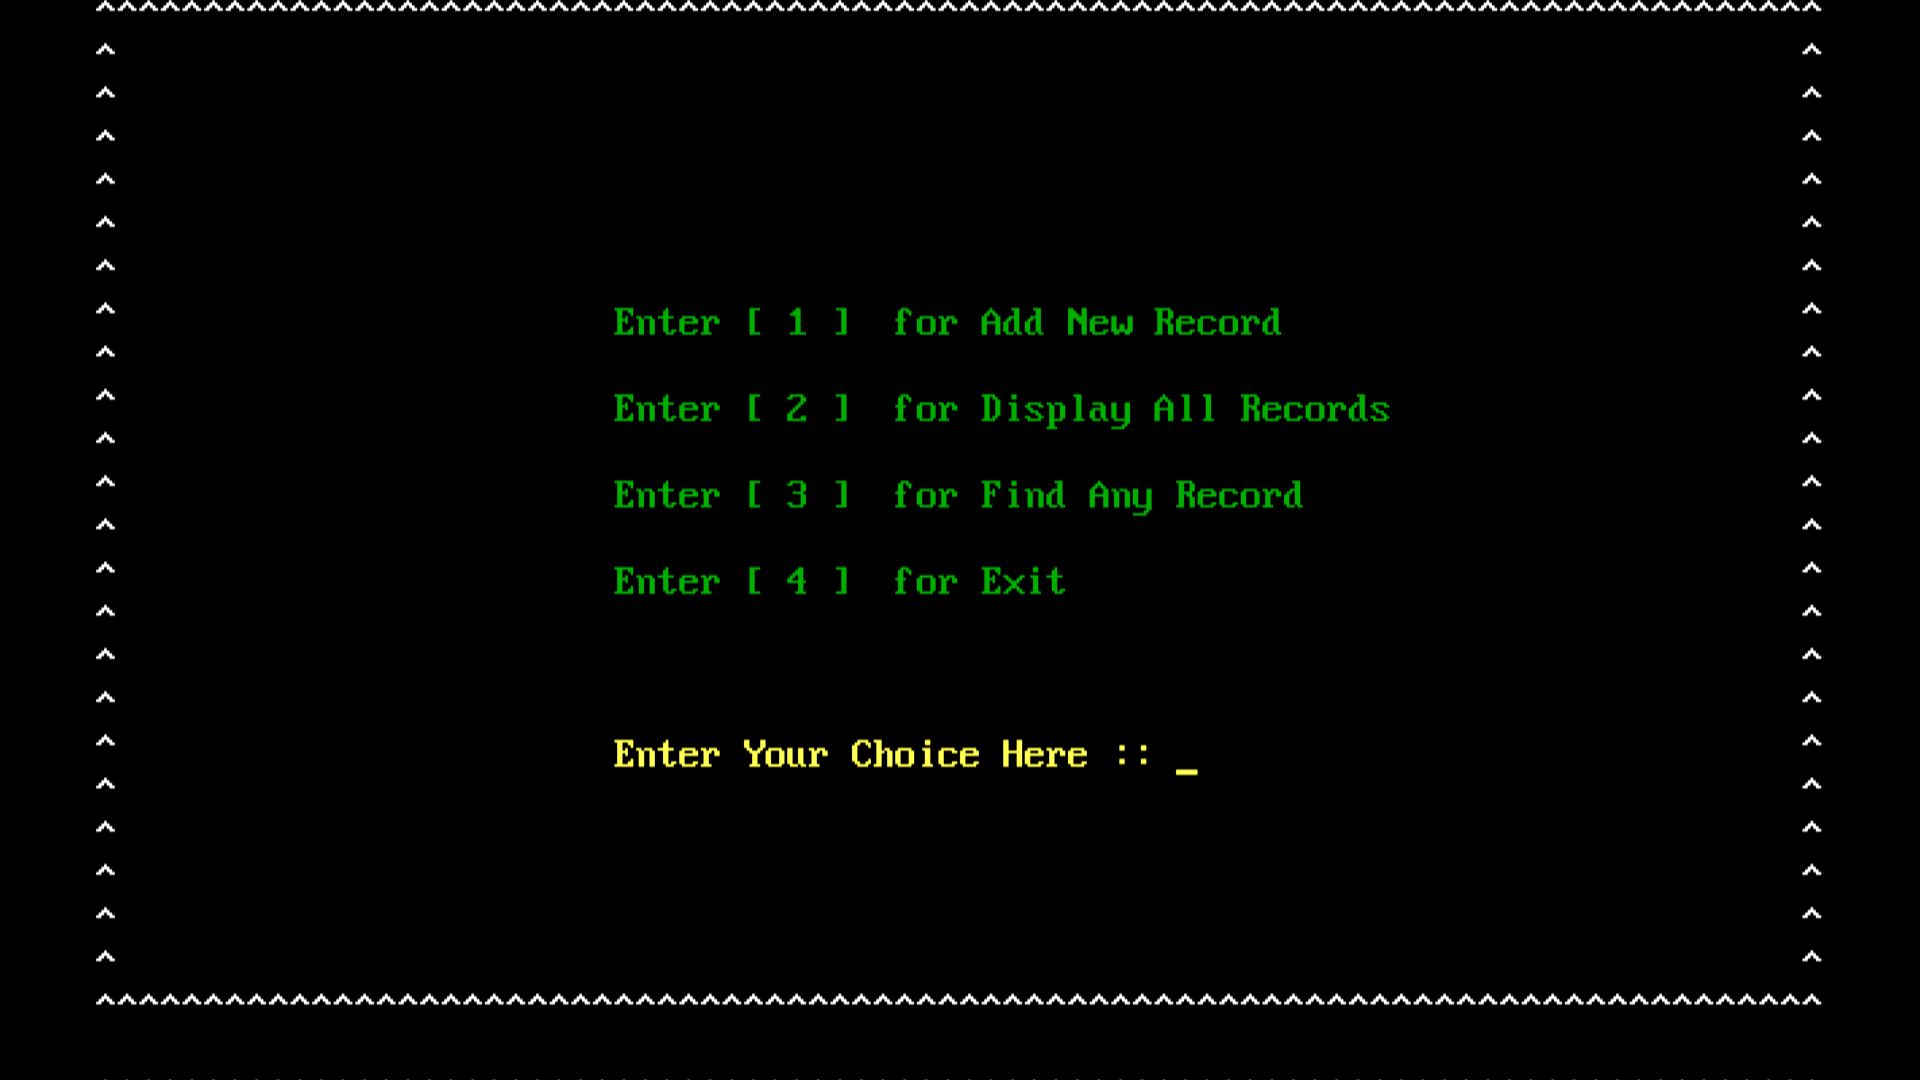 ^^^^^^^^^^^^^^^^^^^^^^^^^^^^^^^^^^^^^^^^^^^^^^^^^^^^^^^^^^^^^^^^^^^^^^^^^^^^^^^^
Enter [ 1 ]  for Add New Record
Enter [ 2 ]  for Display All Records
Enter [ 3 ]  for Find Any Record
Enter [ 4 ]  for Exit
Enter Your Choice Here :: _
^^^^^^^^^^^^^^^^^^^^^^^^^^^^^^^^^^^^^^^^^^^^^^^^^^^^^^^^^^^^^^^^^^^^^^^^^^^^^^^^